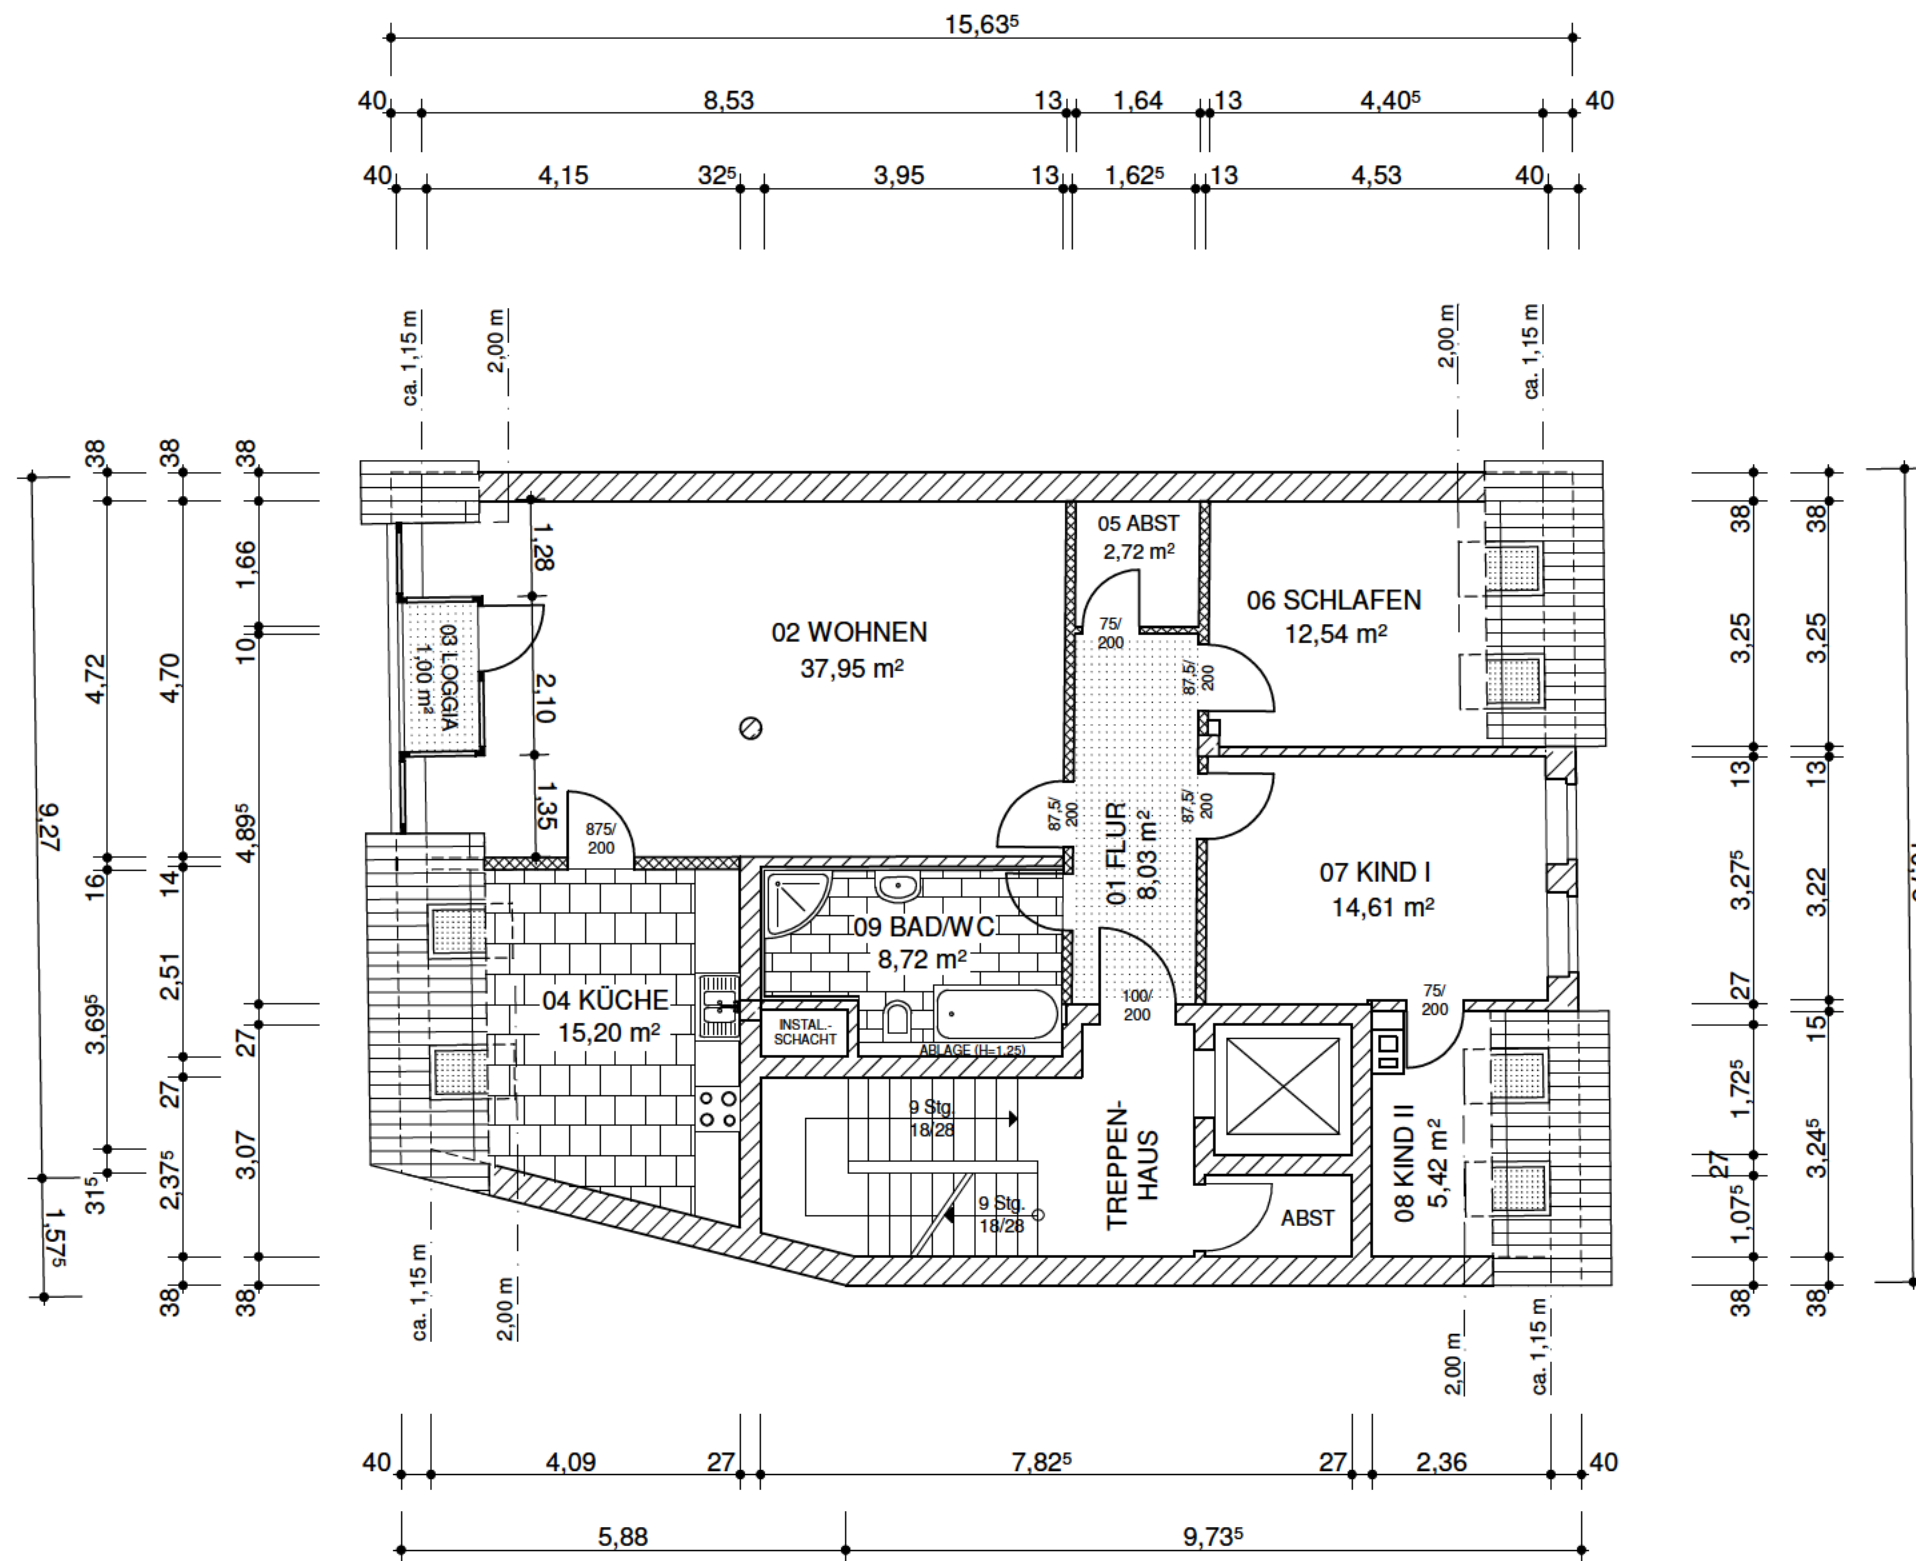 15,63⁵
40 8,53 13 1,64 13 4,40⁵ 40
40 4,15 32⁵ 3,95 13 1,62⁵ 13 4,53 40
ca. 1,15 m
2,00 m
2,00 m
ca. 1,15 m
38
4,72
16
3,69⁵
31⁵
38
4,70
14
2,51
27
2,37⁵
38
38
1,66
10
4,89⁵
27
3,07
38
9,27
1,57⁵
1,28
2,10
1,35
03 LOGGIA
1,00 m²
02 WOHNEN
37,95 m²
05 ABST
2,72 m²
75/
200
06 SCHLAFEN
12,54 m²
87,5/
200
87,5/
200
87,5/
200
01 FLUR
8,03 m²
07 KIND I
14,61 m²
875/
200
09 BAD/WC
8,72 m²
04 KÜCHE
15,20 m²
INSTAL.-
SCHACHT
ABLAGE (H=1.25)
100/
200
75/
200
9 Stg.
18/28
9 Stg.
18/28
TREPPEN-
HAUS
ABST
08 KIND II
5,42 m²
38
3,25
13
3,27⁵
27
1,72⁵
27
1,07⁵
38
38
3,25
13
3,22
15
3,24⁵
38
ca. 1,15 m
2,00 m
2,00 m
ca. 1,15 m
40 4,09 27 7,82⁵ 27 2,36 40
5,88 9,73⁵